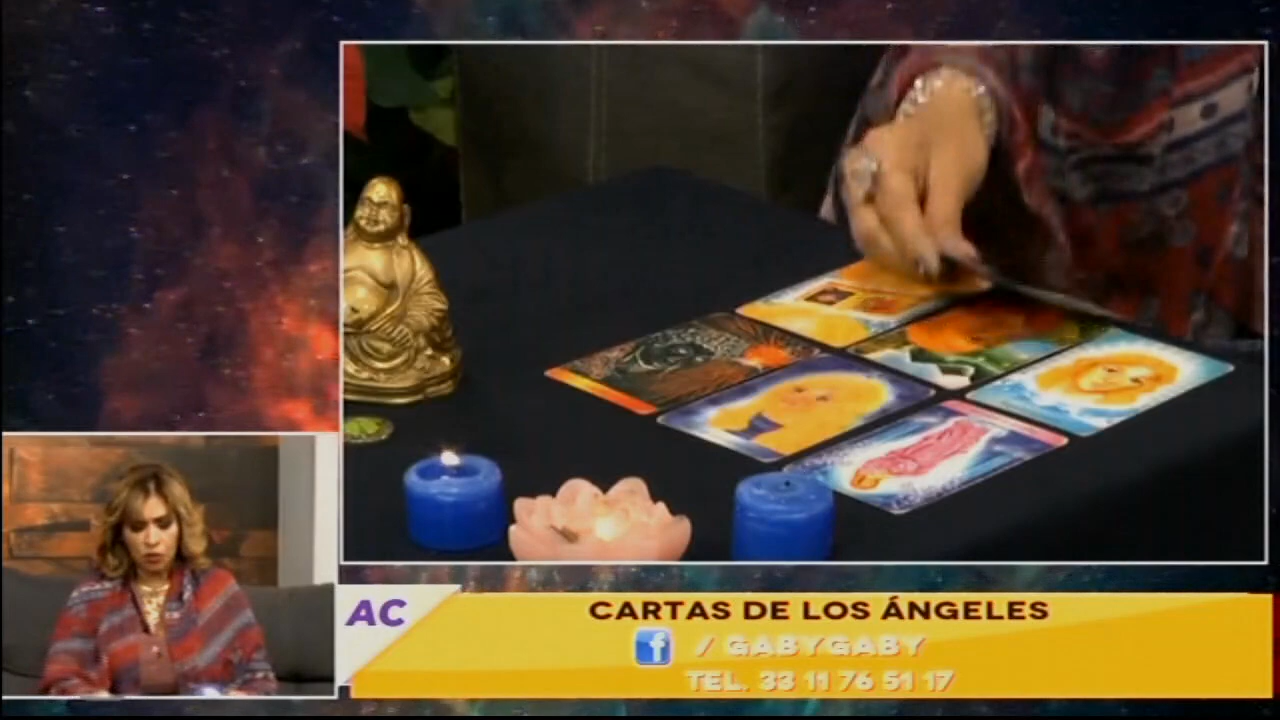 AC
CARTAS DE LOS ÁNGELES
f / GABYGABY
TEL. 33 11 76 51 17